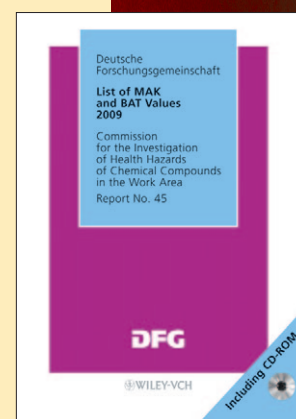 Deutsche
Forschungsgemeinschaft
List of MAK
and BAT Values
2009
Commission
for the Investigation
of Health Hazards
of Chemical Compounds
in the Work Area
Report No. 45
DFG
WILEY-VCH
Including CD-ROM